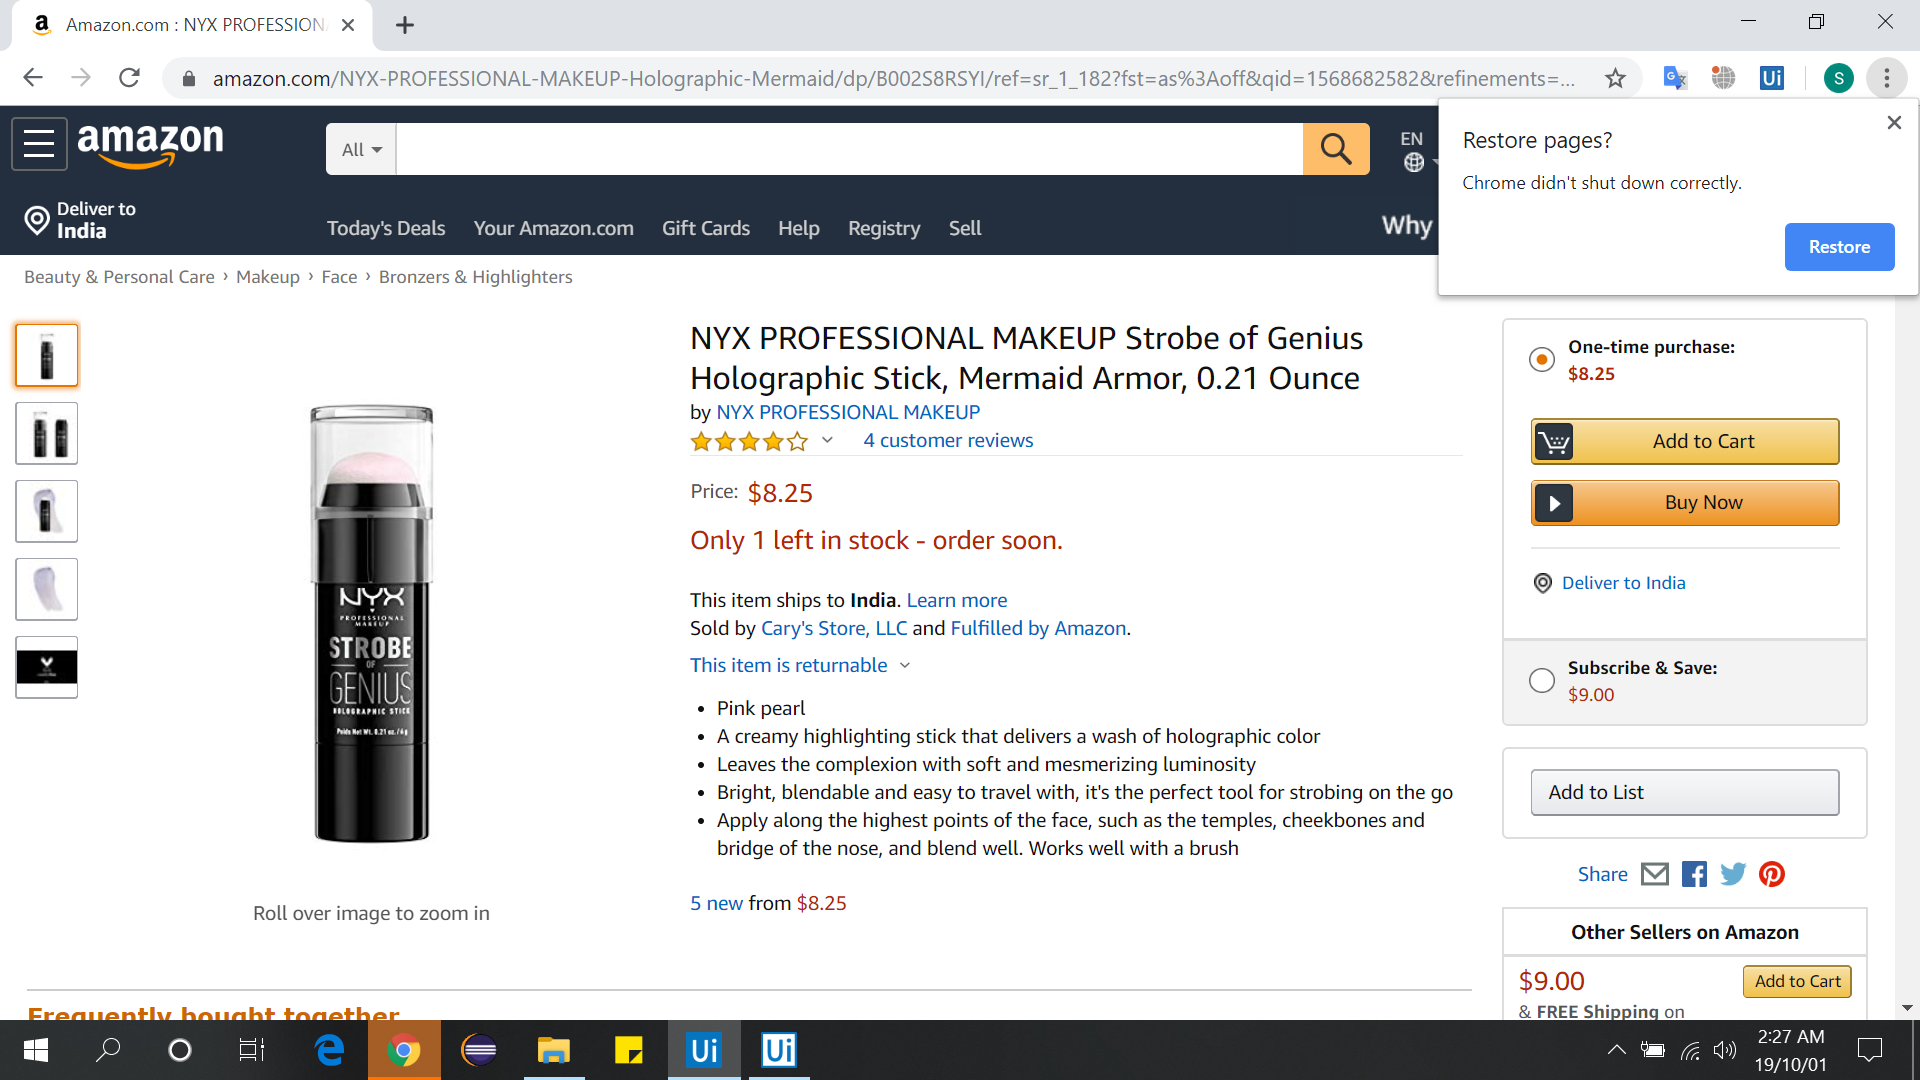 Amazon.com : NYX PROFESSION
amazon.com/NYX-PROFESSIONAL-MAKEUP-Holographic-Mermaid/dp/B002S8RSYI/ref=sr_1_182?fst=as%3Aoff&qid=1568682582&refinements=...
S
Restore pages?
Chrome didn't shut down correctly.
Restore
amazon
All
EN
Deliver to
India
Today's Deals
Your Amazon.com
Gift Cards
Help
Registry
Sell
Why
Beauty & Personal Care › Makeup › Face › Bronzers & Highlighters
NYX PROFESSIONAL MAKEUP Strobe of Genius
Holographic Stick, Mermaid Armor, 0.21 Ounce
by NYX PROFESSIONAL MAKEUP
4 customer reviews
Price: $8.25
Only 1 left in stock - order soon.
This item ships to India. Learn more
Sold by Cary's Store, LLC and Fulfilled by Amazon.
This item is returnable
• Pink pearl
• A creamy highlighting stick that delivers a wash of holographic color
• Leaves the complexion with soft and mesmerizing luminosity
• Bright, blendable and easy to travel with, it's the perfect tool for strobing on the go
• Apply along the highest points of the face, such as the temples, cheekbones and
bridge of the nose, and blend well. Works well with a brush
5 new from $8.25
NYX
PROFESSIONAL
MAKEUP
STROBE
OF
GENIUS
HOLOGRAPHIC STICK
Poids Net Wt. 0.21 oz. / 6 g
Roll over image to zoom in
One-time purchase:
$8.25
Add to Cart
Buy Now
Deliver to India
Subscribe & Save:
$9.00
Add to List
Share
Other Sellers on Amazon
$9.00
Add to Cart
& FREE Shipping on
Frequently bought together
Ui
Ui
Ui
2:27 AM
19/10/01